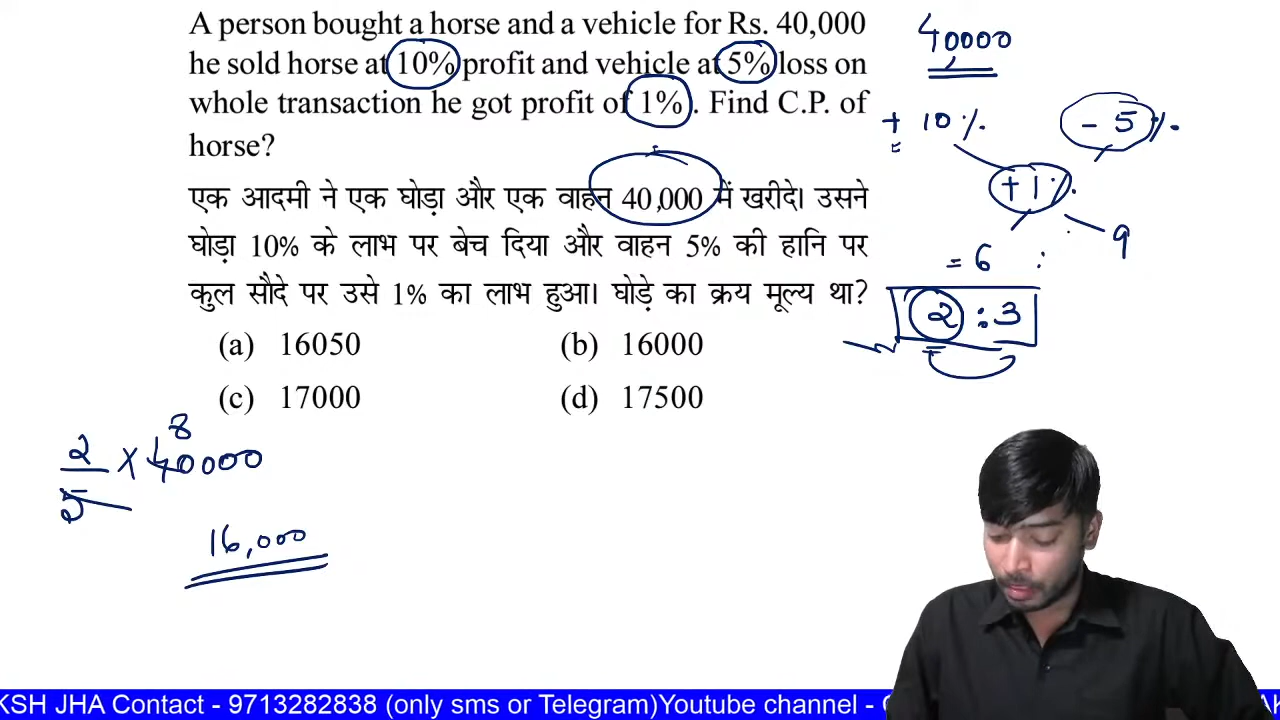 A person bought a horse and a vehicle for Rs. 40,000
he sold horse at 10% profit and vehicle at 5% loss on
whole transaction he got profit of 1% . Find C.P. of
horse?
एक आदमी ने एक घोड़ा और एक वाहन 40,000 में खरीदे। उसने
घोड़ा 10% के लाभ पर बेच दिया और वाहन 5% की हानि पर
कुल सौदे पर उसे 1% का लाभ हुआ। घोड़े का क्रय मूल्य था?
(a) 16050 (b) 16000
(c) 17000 (d) 17500
40000
+ 10% - 5%
+1%
9
= 6 :
2 : 3
8
2/5 × 40000
16,000
KSH JHA Contact - 9713282838 (only sms or Telegram)Youtube channel -